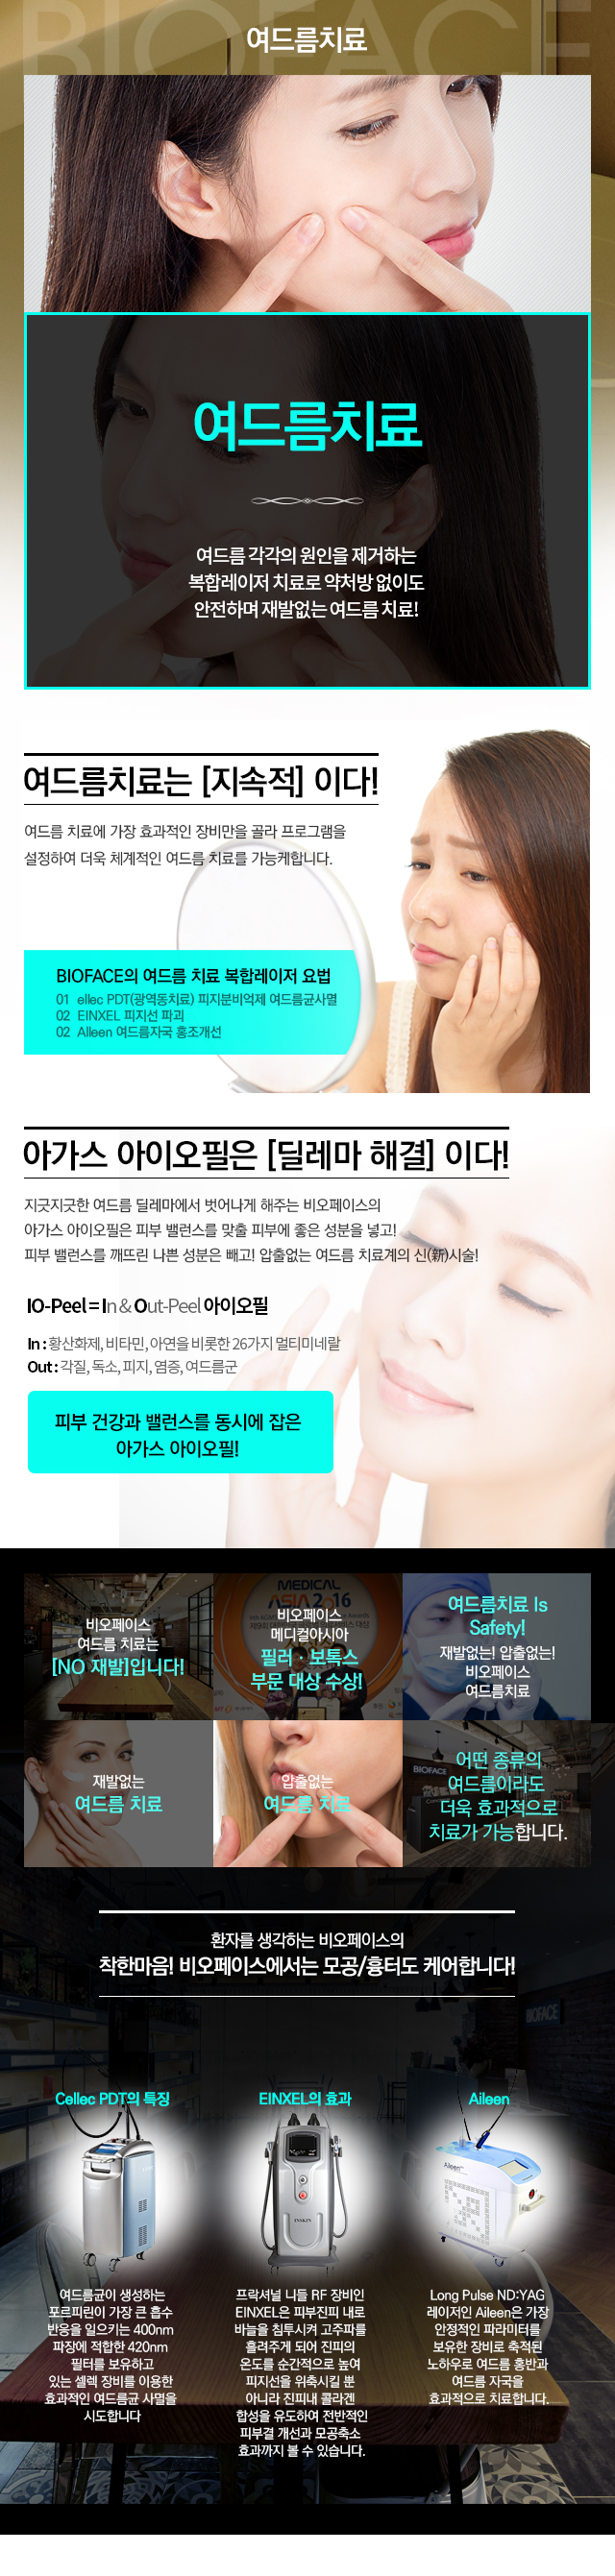 BIOFACE
여드름치료
여드름치료
여드름 각각의 원인을 제거하는
복합레이저 치료로 약처방 없이도
안전하며 재발없는 여드름 치료!
여드름치료는 [지속적] 이다!
여드름 치료에 가장 효과적인 장비만을 골라 프로그램을
설정하여 더욱 체계적인 여드름 치료를 가능케합니다.
BIOFACE의 여드름 치료 복합레이저 요법
01 ellec PDT(광역동치료) 피지분비억제 여드름균사멸
02 EINXEL 피지선 파괴
02 Alleen 여드름자국 홍조개선
아가스 아이오필은 [딜레마 해결] 이다!
지긋지긋한 여드름 딜레마에서 벗어나게 해주는 비오페이스의
아가스 아이오필은 피부 밸런스를 맞출 피부에 좋은 성분을 넣고!
피부 밸런스를 깨뜨린 나쁜 성분은 빼고! 압출없는 여드름 치료계의 신(新)시술!
IO-Peel = In & Out-Peel 아이오필
In : 황산화제, 비타민, 아연을 비롯한 26가지 멀티미네랄
Out : 각질, 독소, 피지, 염증, 여드름균
피부 건강과 밸런스를 동시에 잡은
아가스 아이오필!
비오페이스
여드름 치료는
[NO 재발]입니다!
MEDICAL
ASIA 2016
비오페이스
메디컬아시아
필러 · 보톡스
부문 대상 수상!
여드름치료 Is
Safety!
재발없는! 압출없는!
비오페이스
여드름치료
재발없는
여드름 치료
압출없는
여드름 치료
BIOFACE
어떤 종류의
여드름이라도
더욱 효과적으로
치료가 가능합니다.
환자를 생각하는 비오페이스의
착한마음! 비오페이스에서는 모공/흉터도 케어합니다!
BIOFACE
Cellec PDT의 특징
여드름균이 생성하는
포르피린이 가장 큰 흡수
반응을 일으키는 400nm
파장에 적합한 420nm
필터를 보유하고
있는 셀렉 장비를 이용한
효과적인 여드름균 사멸을
시도합니다
EINXEL의 효과
INSKIN
프락셔널 니들 RF 장비인
EINXEL은 피부진피 내로
바늘을 침투시켜 고주파를
흘려주게 되어 진피의
온도를 순간적으로 높여
피지선을 위축시킬 뿐
아니라 진피내 콜라겐
합성을 유도하여 전반적인
피부결 개선과 모공축소
효과까지 볼 수 있습니다.
Aileen
Aileen
Long Pulse ND:YAG
레이저인 Aileen은 가장
안정적인 파라미터를
보유한 장비로 축적된
노하우로 여드름 홍반과
여드름 자국을
효과적으로 치료합니다.